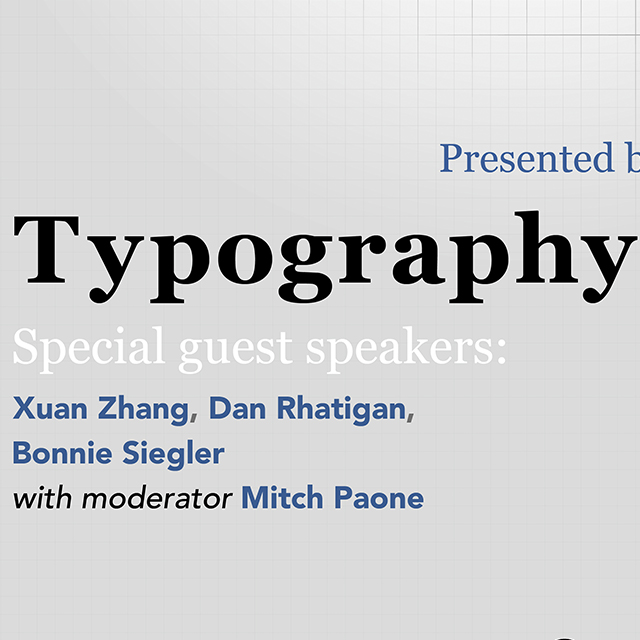 Presented b
Typography
Special guest speakers:
Xuan Zhang, Dan Rhatigan,
Bonnie Siegler
with moderator Mitch Paone